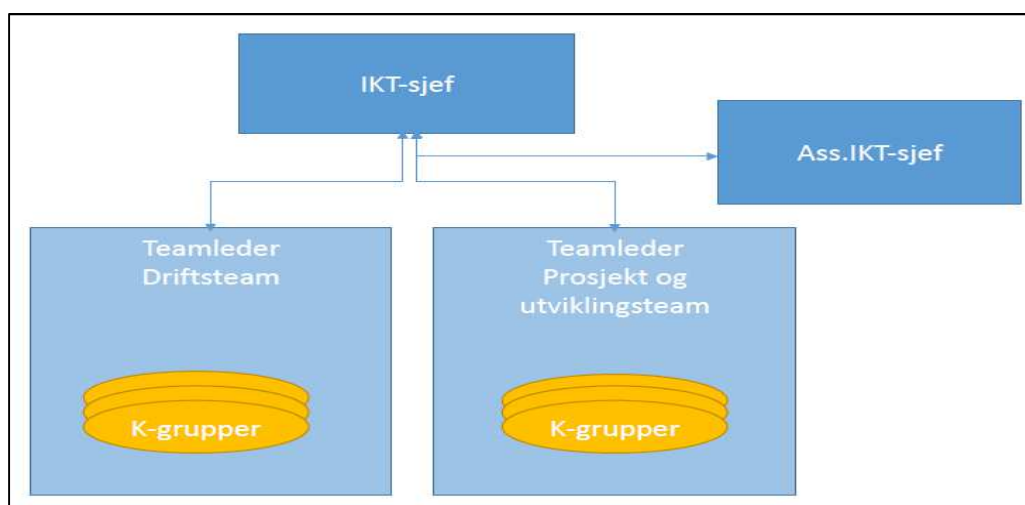 IKT-sjef
Ass.IKT-sjef
Teamleder
Driftsteam
K-grupper
Teamleder
Prosjekt og
utviklingsteam
K-grupper